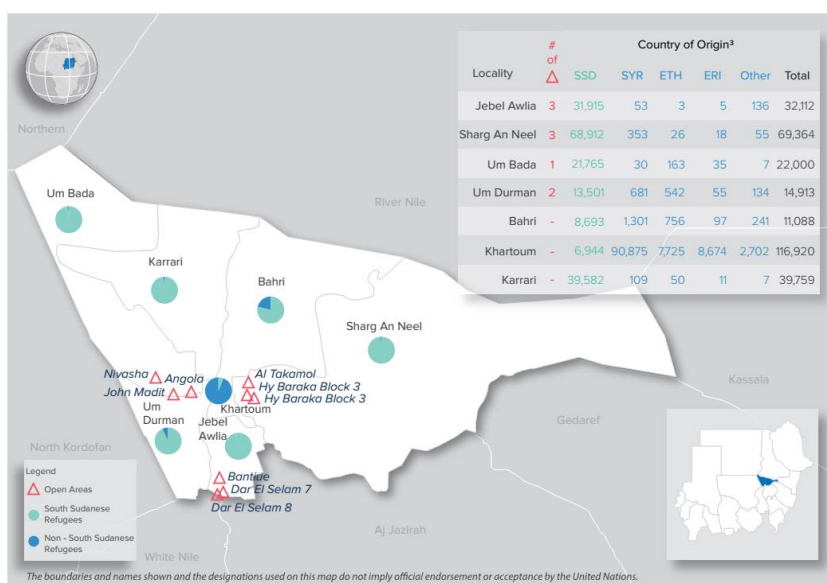 # of
Country of Origin³
Locality SSD SYR ETH ERI Other Total
Jebel Awlia 3 31,915 53 3 5 136 32,112
Sharg An Neel 3 68,912 353 26 18 55 69,364
Um Bada 1 21,765 30 163 35 7 22,000
Um Durman 2 13,501 681 542 55 134 14,913
Bahri - 8,693 1,301 756 97 241 11,088
Khartoum - 6,944 90,875 7,725 8,674 2,702 116,920
Karrari - 39,582 109 50 11 7 39,759
Northern
River Nile
Um Bada
Karrari
Bahri
Sharg An Neel
Nivasha
Angola
John Madit
Al Takamol
Hy Baraka Block 3
Hy Baraka Block 3
Khartoum
Um
Durman
Jebel
Awlia
Kassala
Gedaref
North Kordofan
Bantiue
Dar El Selam 7
Dar El Selam 8
Aj Jazirah
White Nile
Legend
Open Areas
South Sudanese
Refugees
Non - South Sudanese
Refugees
The boundaries and names shown and the designations used on this map do not imply official endorsement or acceptance by the United Nations.